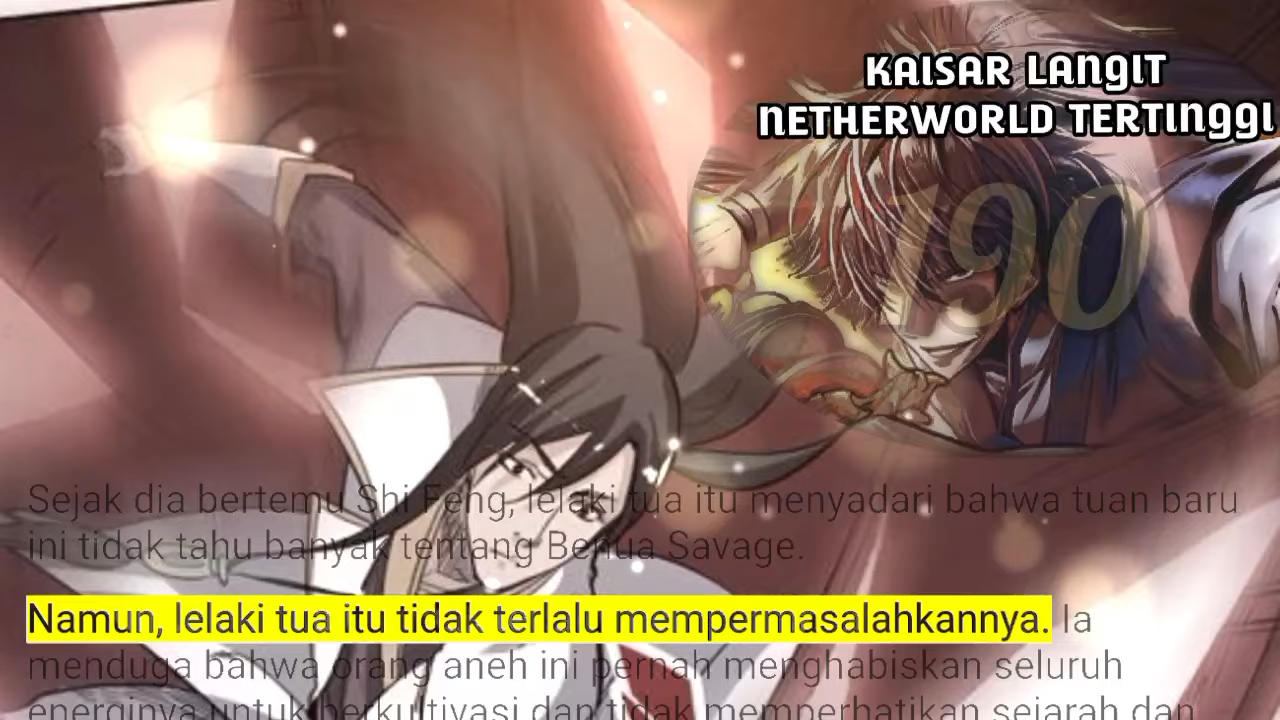 KAISAR LANGIT
NETHERWORLD TERTINGGI
190
Sejak dia bertemu Shi Feng, lelaki tua itu menyadari bahwa tuan baru
ini tidak tahu banyak tentang Benua Savage.
Namun, lelaki tua itu tidak terlalu mempermasalahkannya. Ia
menduga bahwa orang aneh ini pernah menghabiskan seluruh
energinya untuk berkultivasi dan tidak memperhatikan sejarah dan